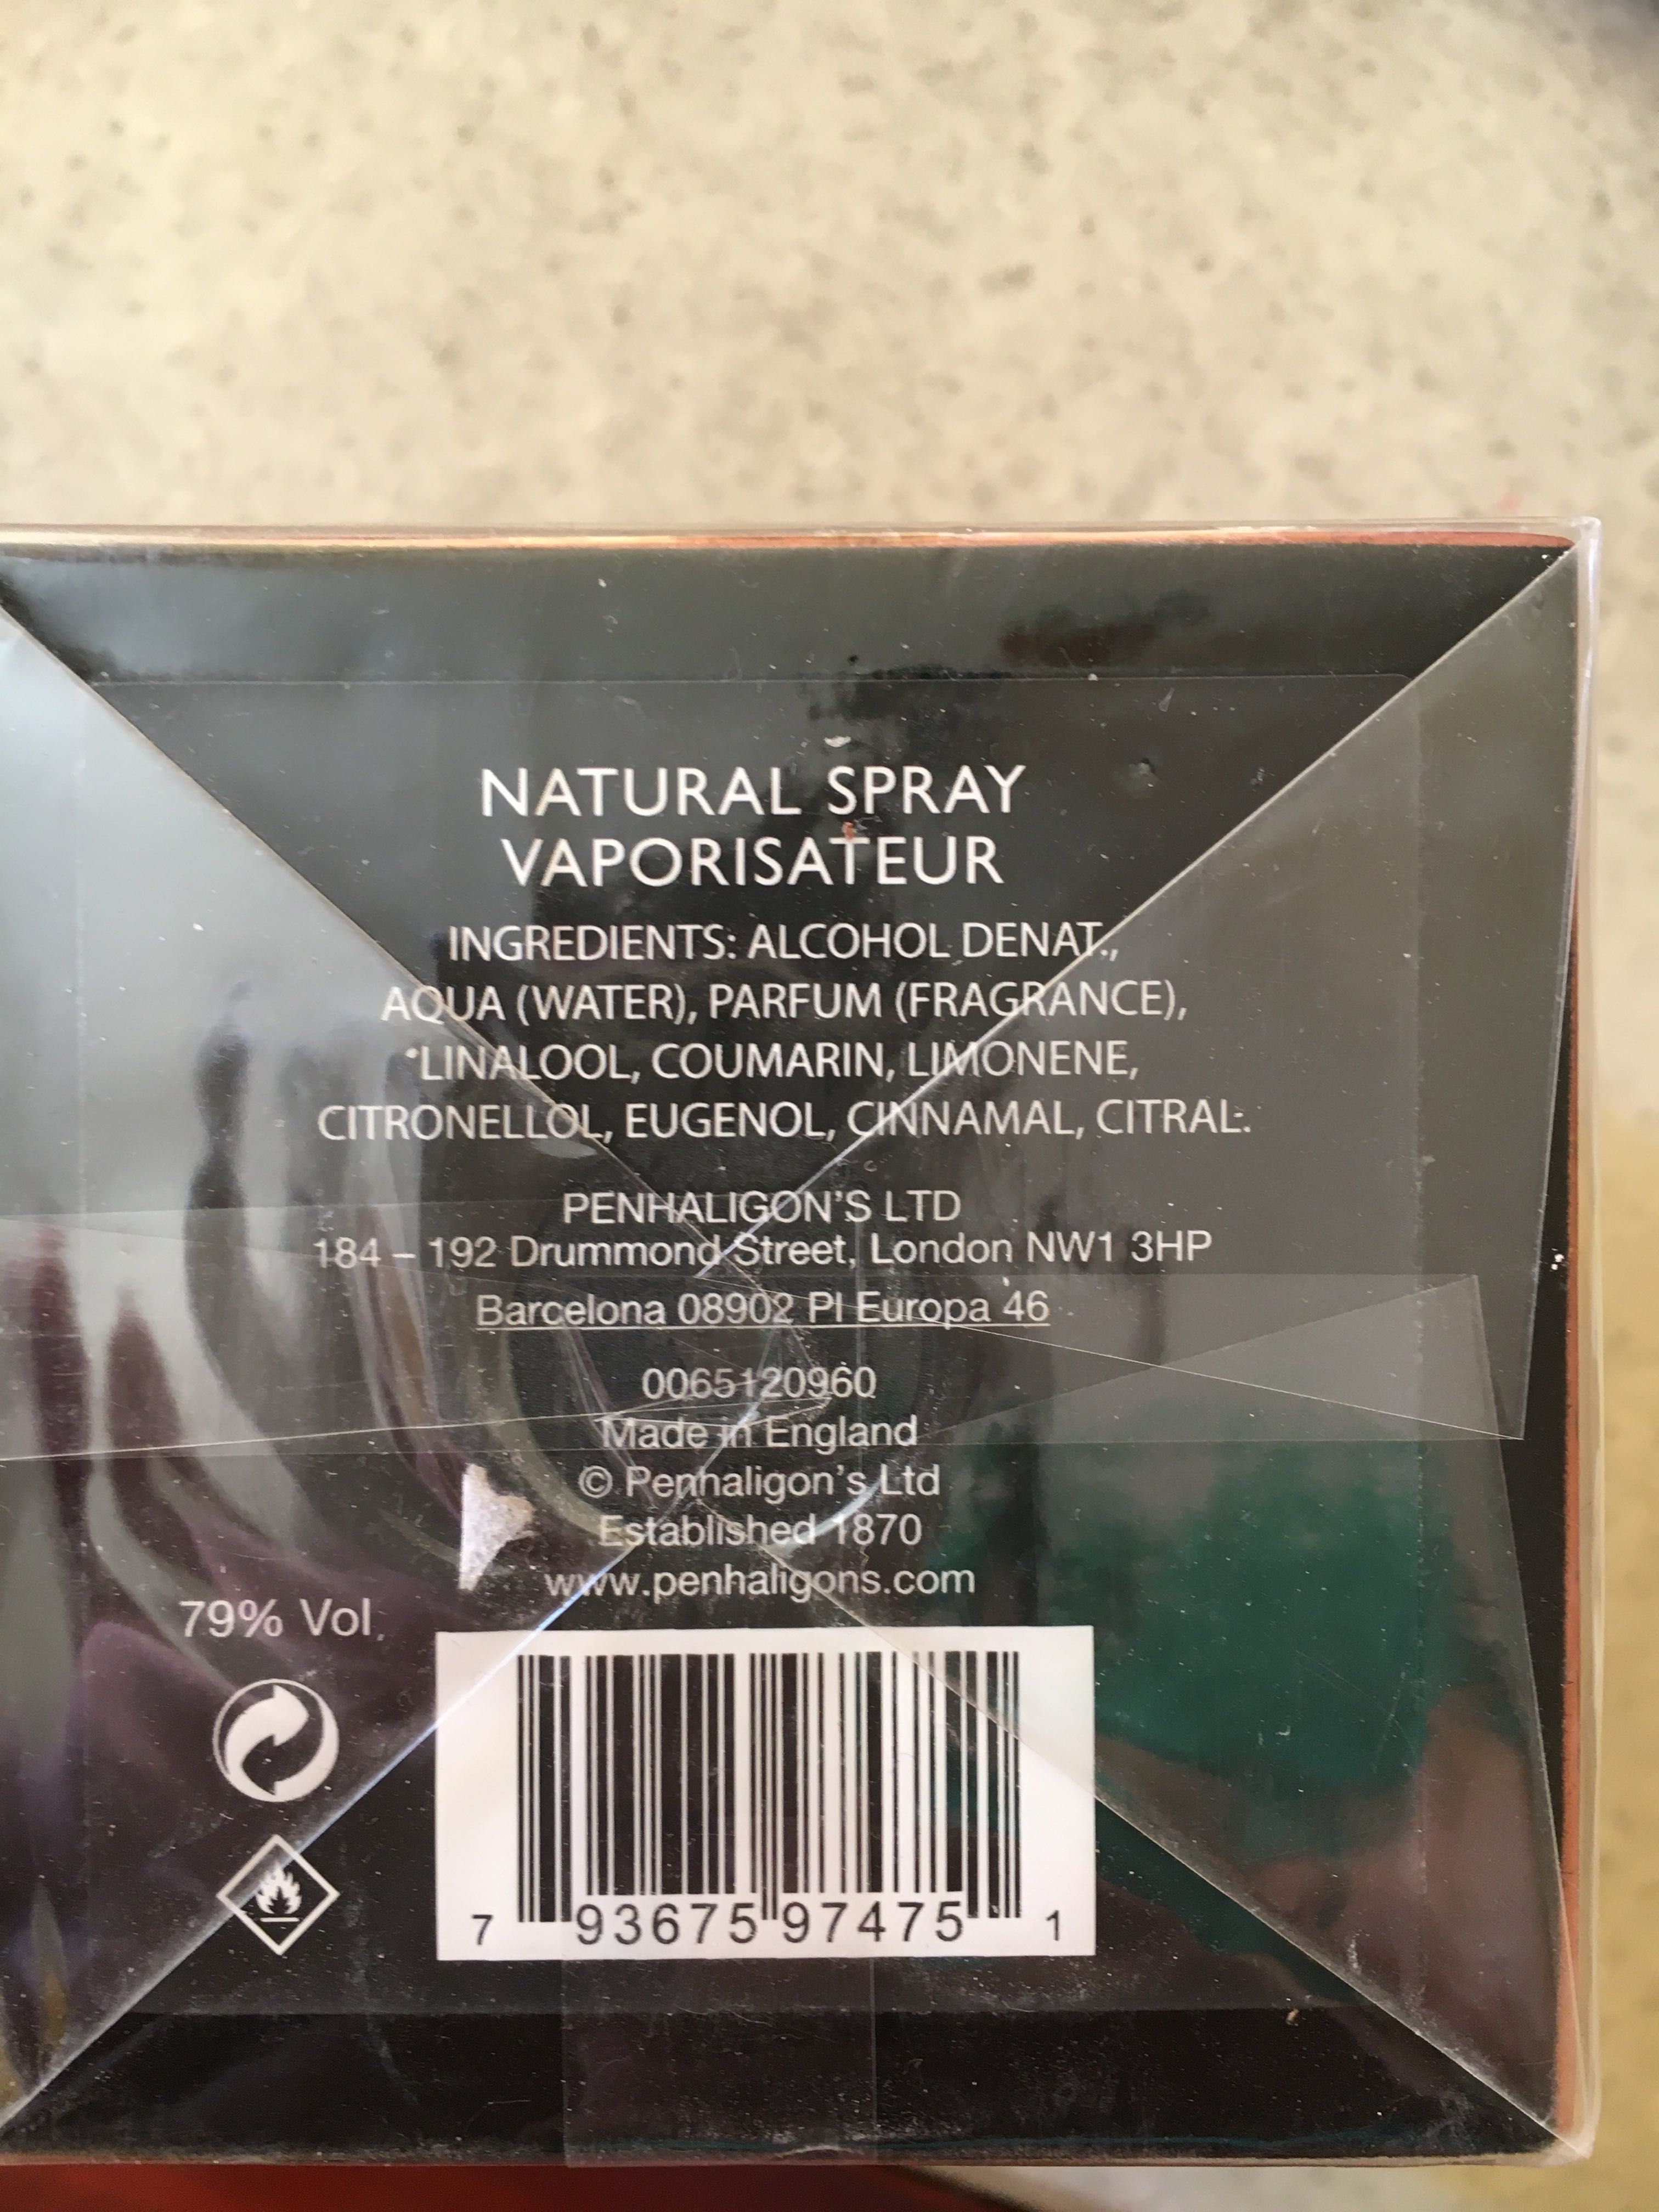 NATURAL SPRAY
VAPORISATEUR
INGREDIENTS: ALCOHOL DENAT.,
AQUA (WATER), PARFUM (FRAGRANCE),
LINALOOL, COUMARIN, LIMONENE,
CITRONELLOL, EUGENOL, CINNAMAL, CITRAL.
PENHALIGON'S LTD
184 – 192 Drummond Street, London NW1 3HP
Barcelona 08902 Pl Europa 46
0065120960
Made in England
© Penhaligon's Ltd
Established 1870
www.penhaligons.com
79% Vol.
7 93675 97475 1